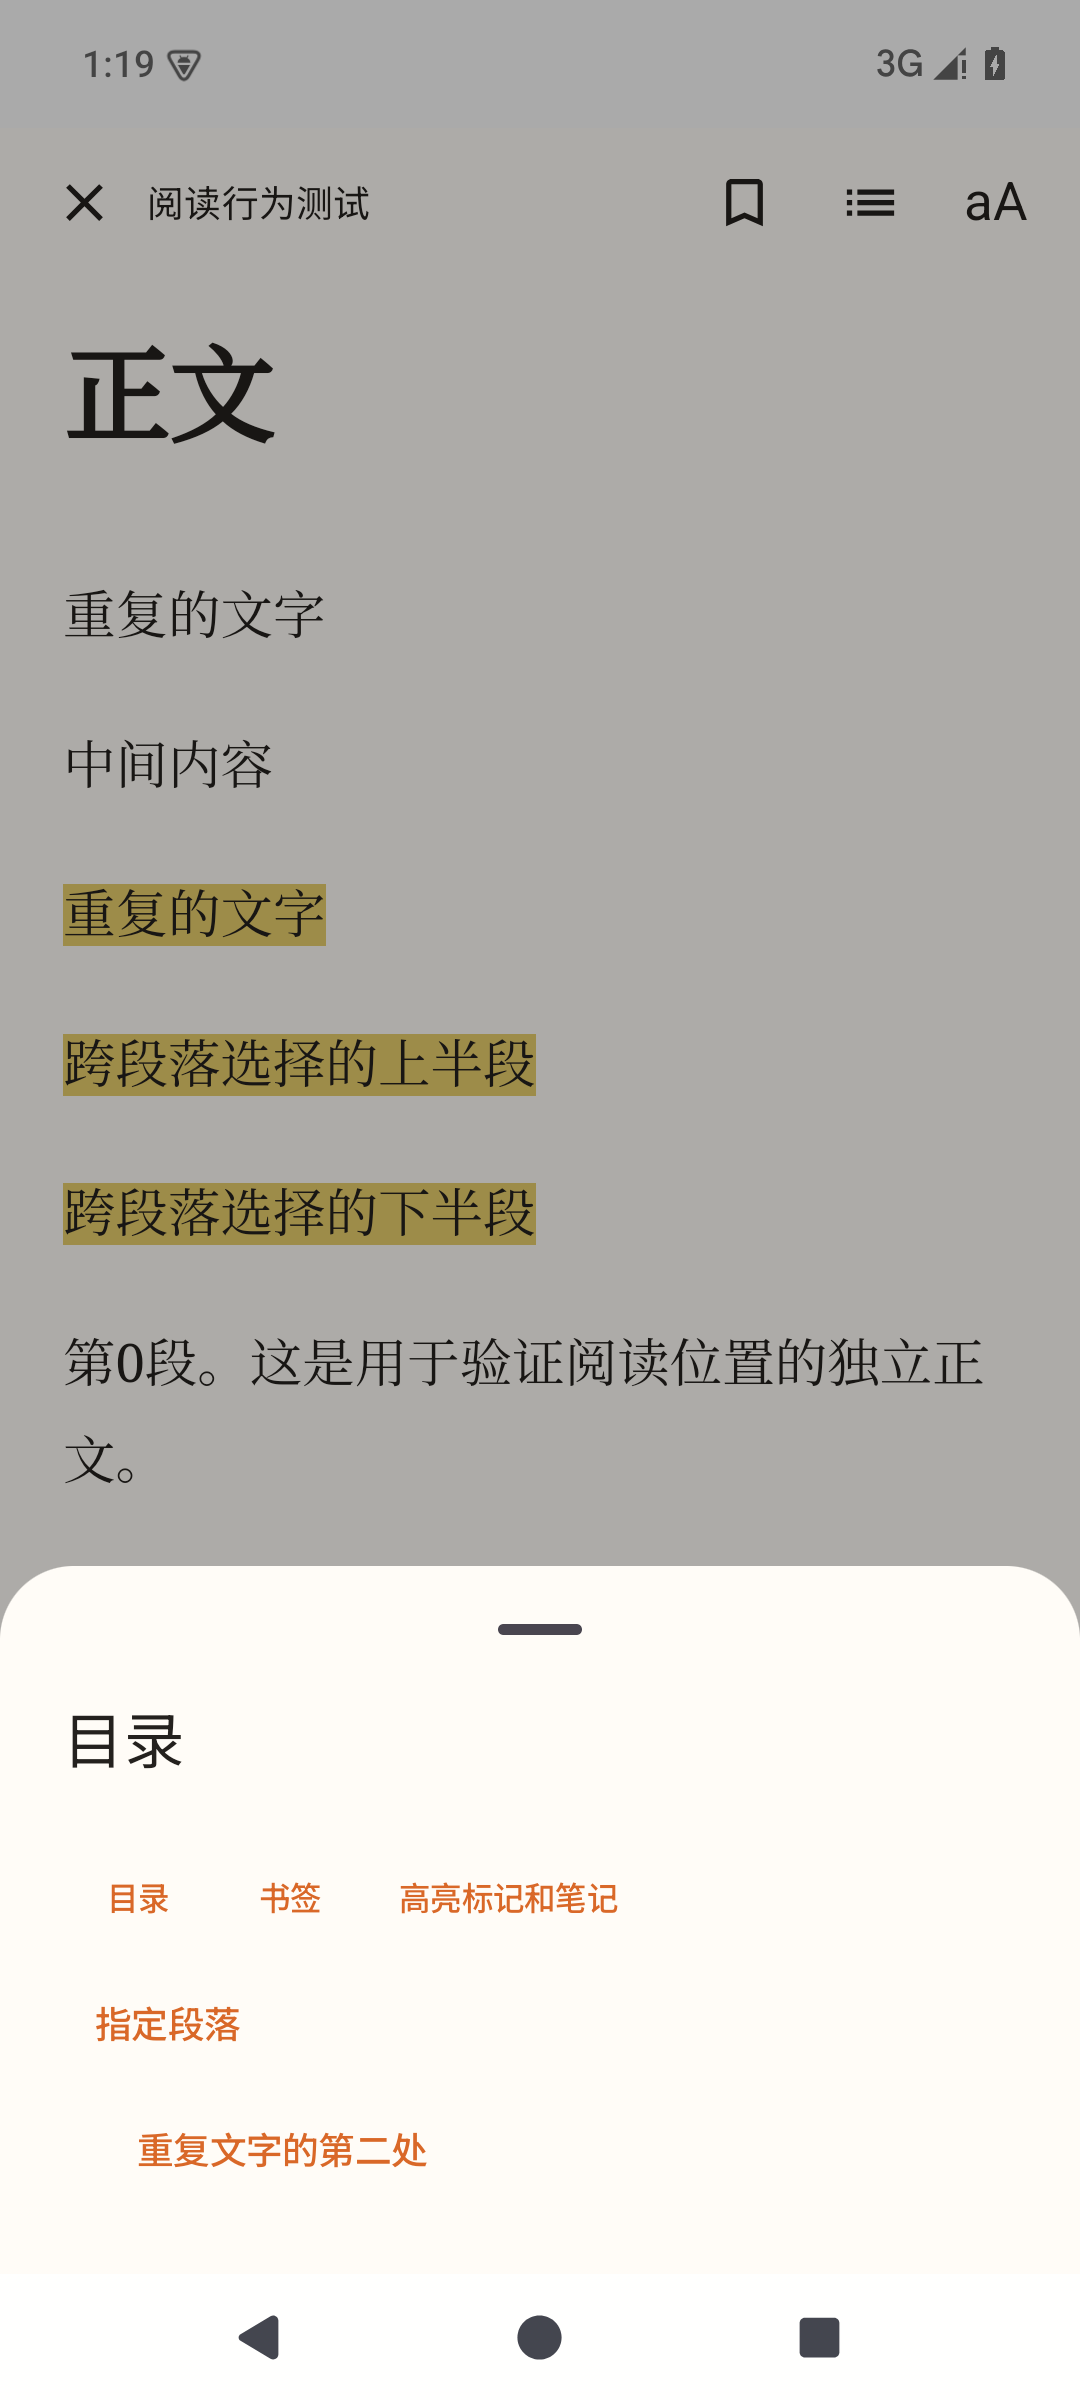 1:19
3G
阅读行为测试
aA
正文
重复的文字
中间内容
重复的文字
跨段落选择的上半段
跨段落选择的下半段
第0段。这是用于验证阅读位置的独立正
文。
目录
目录 书签 高亮标记和笔记
指定段落
重复文字的第二处